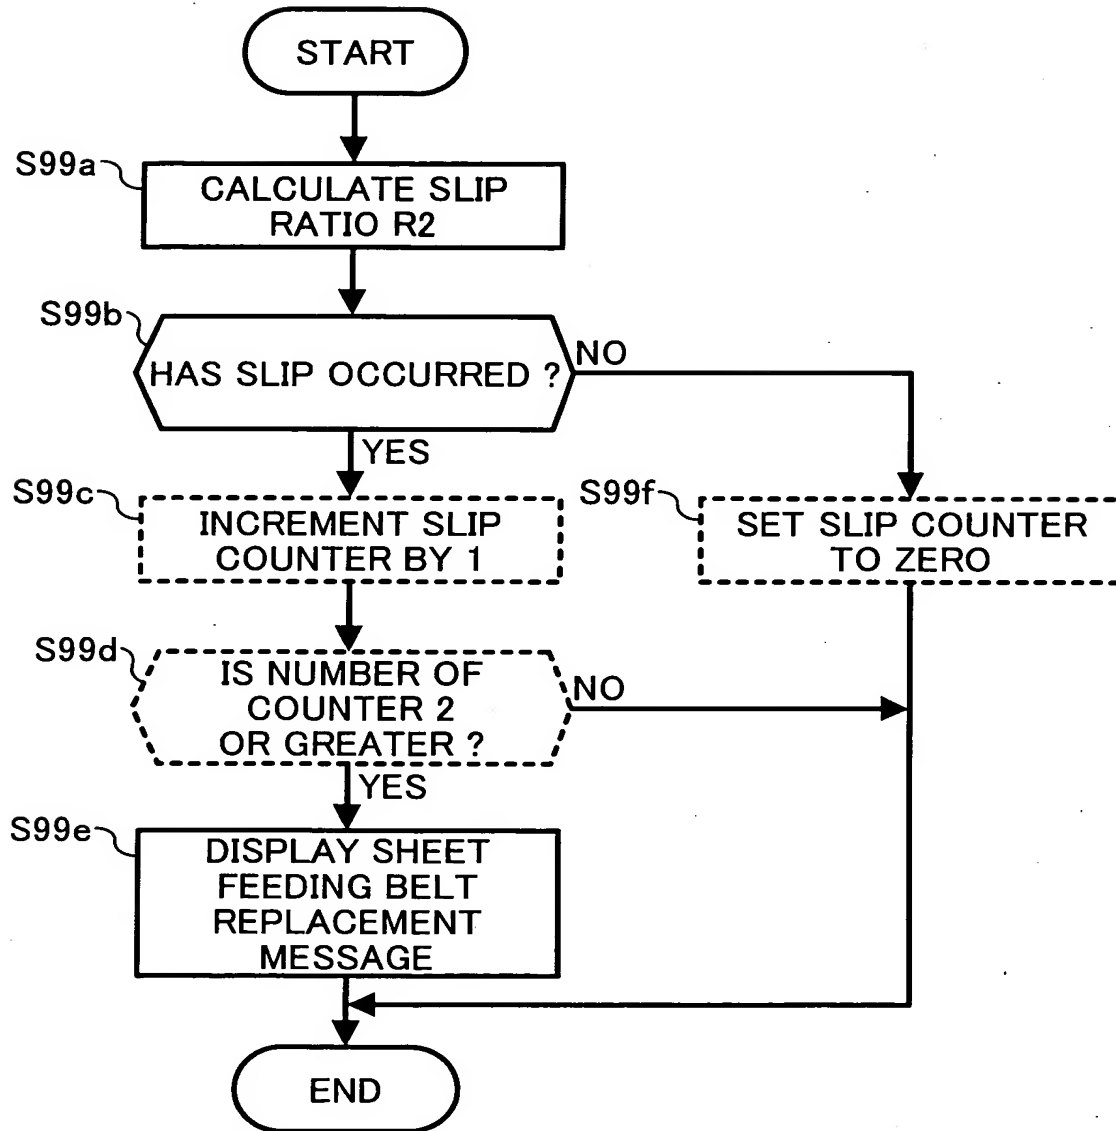 START
S99a
CALCULATE SLIP
RATIO R2
S99b
HAS SLIP OCCURRED ?
NO
YES
S99c
INCREMENT SLIP
COUNTER BY 1
S99f
SET SLIP COUNTER
TO ZERO
S99d
IS NUMBER OF
COUNTER 2
OR GREATER ?
NO
YES
S99e
DISPLAY SHEET
FEEDING BELT
REPLACEMENT
MESSAGE
END